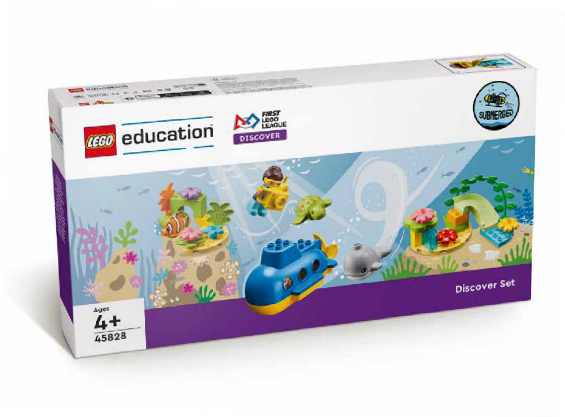 LEGO education
FIRST
LEGO
LEAGUE
DISCOVER
SUBMERGED
Discover Set
Ages
4+
45828